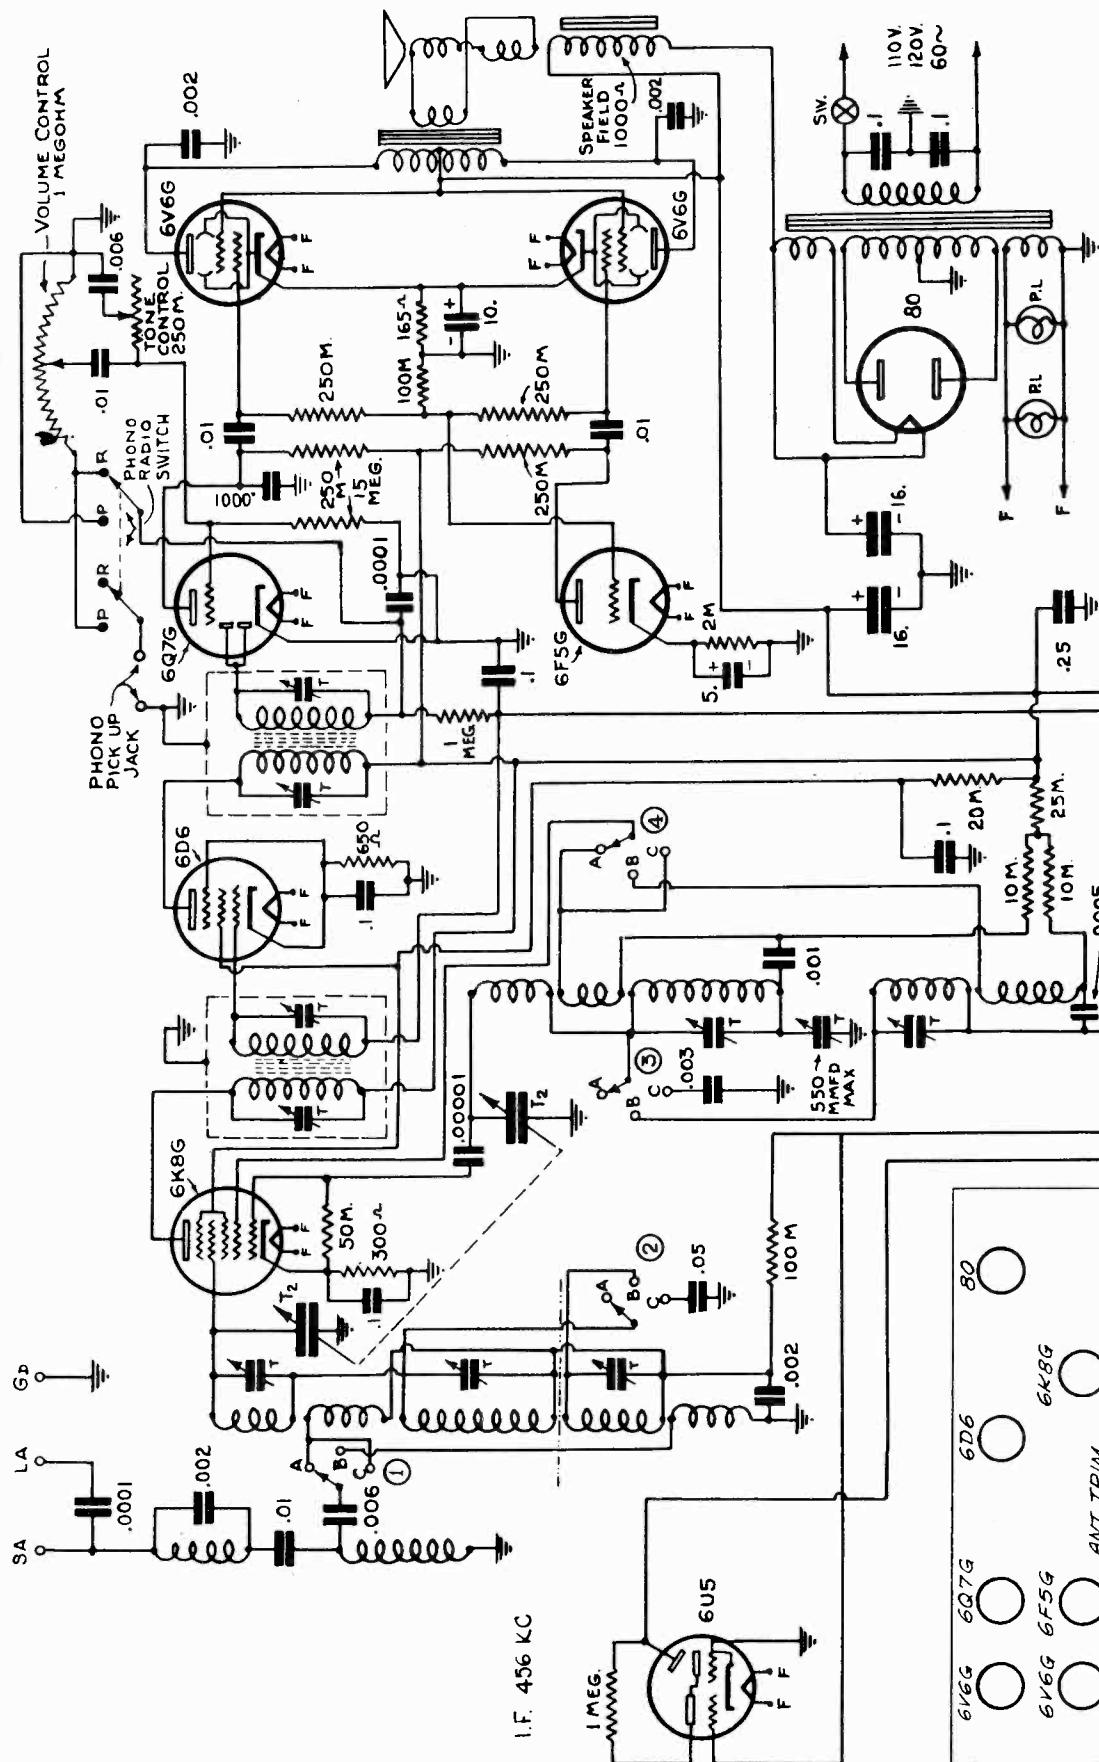 SA
LA
GD
.0001
.002
.01
.006
A
B
C
1
I.F. 456 KC
1 MEG.
6U5
F
F
6K8G
T2
T
T
T
50M.
300Ω
.1
F
F
A
B
C
2
.05
.002
100 M
T
T
.00001
T2
3
A
B
C
.003
550
MMFD
MAX
T
T
.001
4
A
B
C
10M.
10M.
25M.
20M.
.1
.25
.0005
6D6
F
F
650
Ω
.1
T
T
1
MEG
.1
PHONO
PICK UP
JACK
P
R
P
R
PHONO
RADIO
SWITCH
VOLUME CONTROL
1 MEGOHM
.006
.01
TONE
CONTROL
250M.
6Q7G
F
F
.0001
.0001
250
M
15
MEG.
.01
250M.
100M
165Ω
+
-
10.
250M
250M
.01
6F5G
F
F
5.
+
-
2M
6V6G
F
F
.002
6V6G
F
F
.002
SPEAKER
FIELD
1000Ω
SW.
110V.
120V.
60~
.1
.1
80
16.
+
-
16.
+
-
F
F
P.L
P.L
80
6K8G
6D6
6Q7G
6F5G
6V6G
6V6G
ANT TRIM